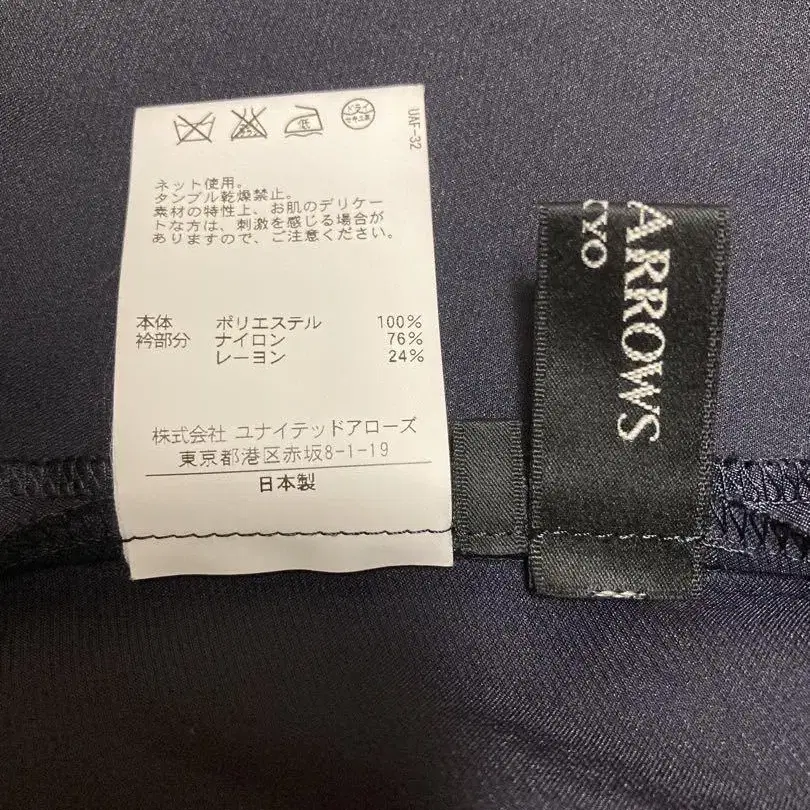 低
ドライ
UAF-32
ネット使用。
タンブル乾燥禁止。
素材の特性上、お肌のデリケー
トな方は、刺激を感じる場合が
ありますので、ご注意ください。
本体 ポリエステル 100%
衿部分 ナイロン 76%
レーヨン 24%
株式会社 ユナイテッドアローズ
東京都港区赤坂8-1-19
日本製
ARROWS
KYO